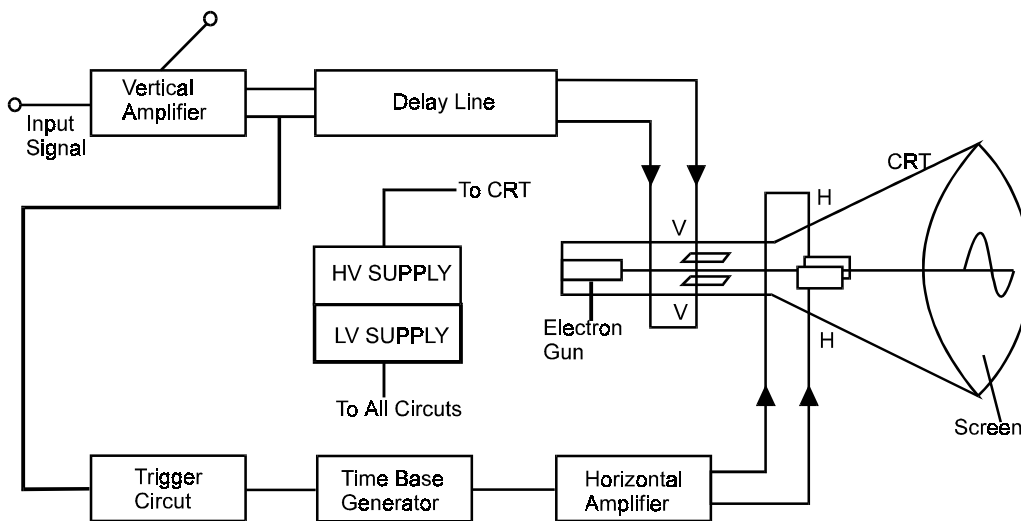 Vertical
Amplifier
Delay Line
Input
Signal
To CRT
CRT
H
V
HV SUPPLY
LV SUPPLY
V
Electron
Gun
H
To All Circuts
Screen
Trigger
Circut
Time Base
Generator
Horizontal
Amplifier